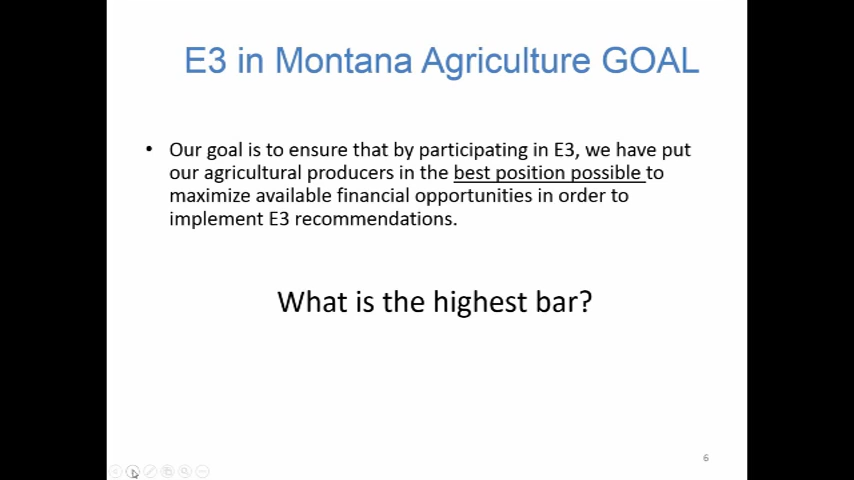 E3 in Montana Agriculture GOAL
• Our goal is to ensure that by participating in E3, we have put
our agricultural producers in the best position possible to
maximize available financial opportunities in order to
implement E3 recommendations.
What is the highest bar?
6